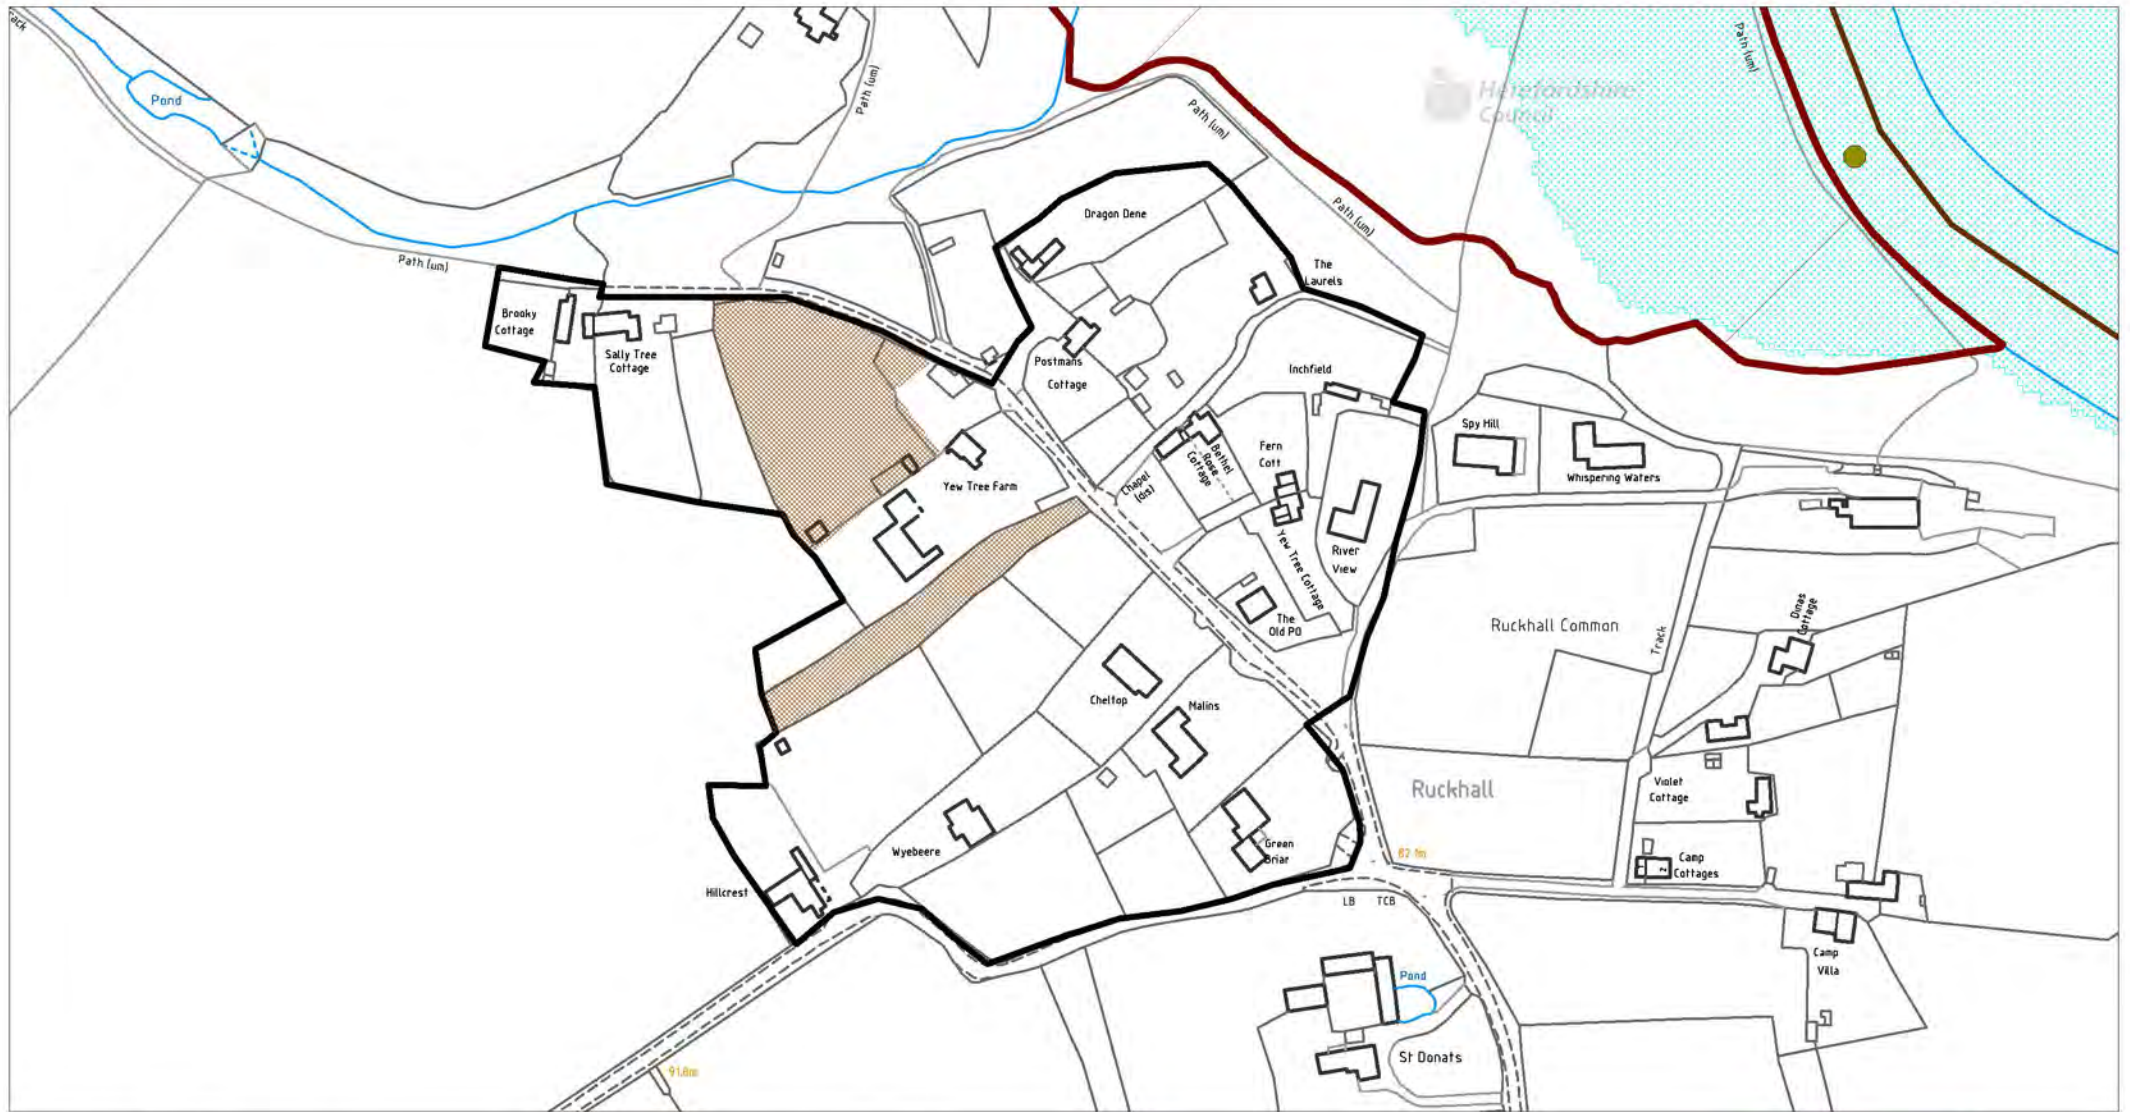 ack
Pond
Path (um)
Path (um)
Path (um)
Path (um)
Path (um)
Herefordshire
Council
Dragon Dene
The
Laurels
Brooky
Cottage
Sally Tree
Cottage
Postmans
Cottage
Inchfield
Spy Hill
Whispering Waters
Fern
Cott
Bethel
Rose
Cottage
Chapel
(dis)
Yew Tree Farm
Yew Tree Cottage
River
View
The
Old PO
Ruckhall Common
Track
Dinas
Cottage
Cheltop
Malins
Ruckhall
Violet
Cottage
Wyebeere
Green
Briar
82.1m
Camp
Cottages
2
Hillcrest
LB
TCB
Camp
Villa
Pond
St Donats
91.8m